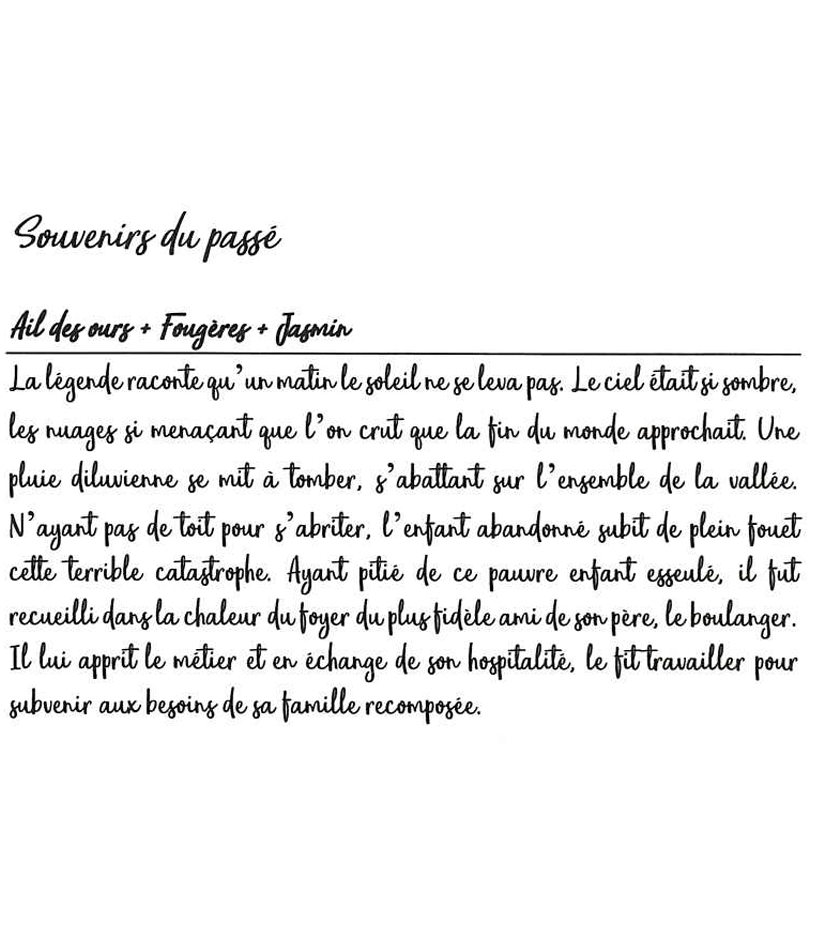 Souvenirs du passé
Ail des ours + Fougères + Jasmin
La légende raconte qu'un matin le soleil ne se leva pas. Le ciel était si sombre,
les nuages si menaçant que l'on crut que la fin du monde approchait. Une
pluie diluvienne se mit à tomber, s'abattant sur l'ensemble de la vallée.
N'ayant pas de toit pour s'abriter, l'enfant abandonné subit de plein fouet
cette terrible catastrophe. Ayant pitié de ce pauvre enfant esseulé, il fut
recueilli dans la chaleur du foyer du plus fidèle ami de son père, le boulanger.
Il lui apprit le métier et en échange de son hospitalité, le fit travailler pour
subvenir aux besoins de sa famille recomposée.